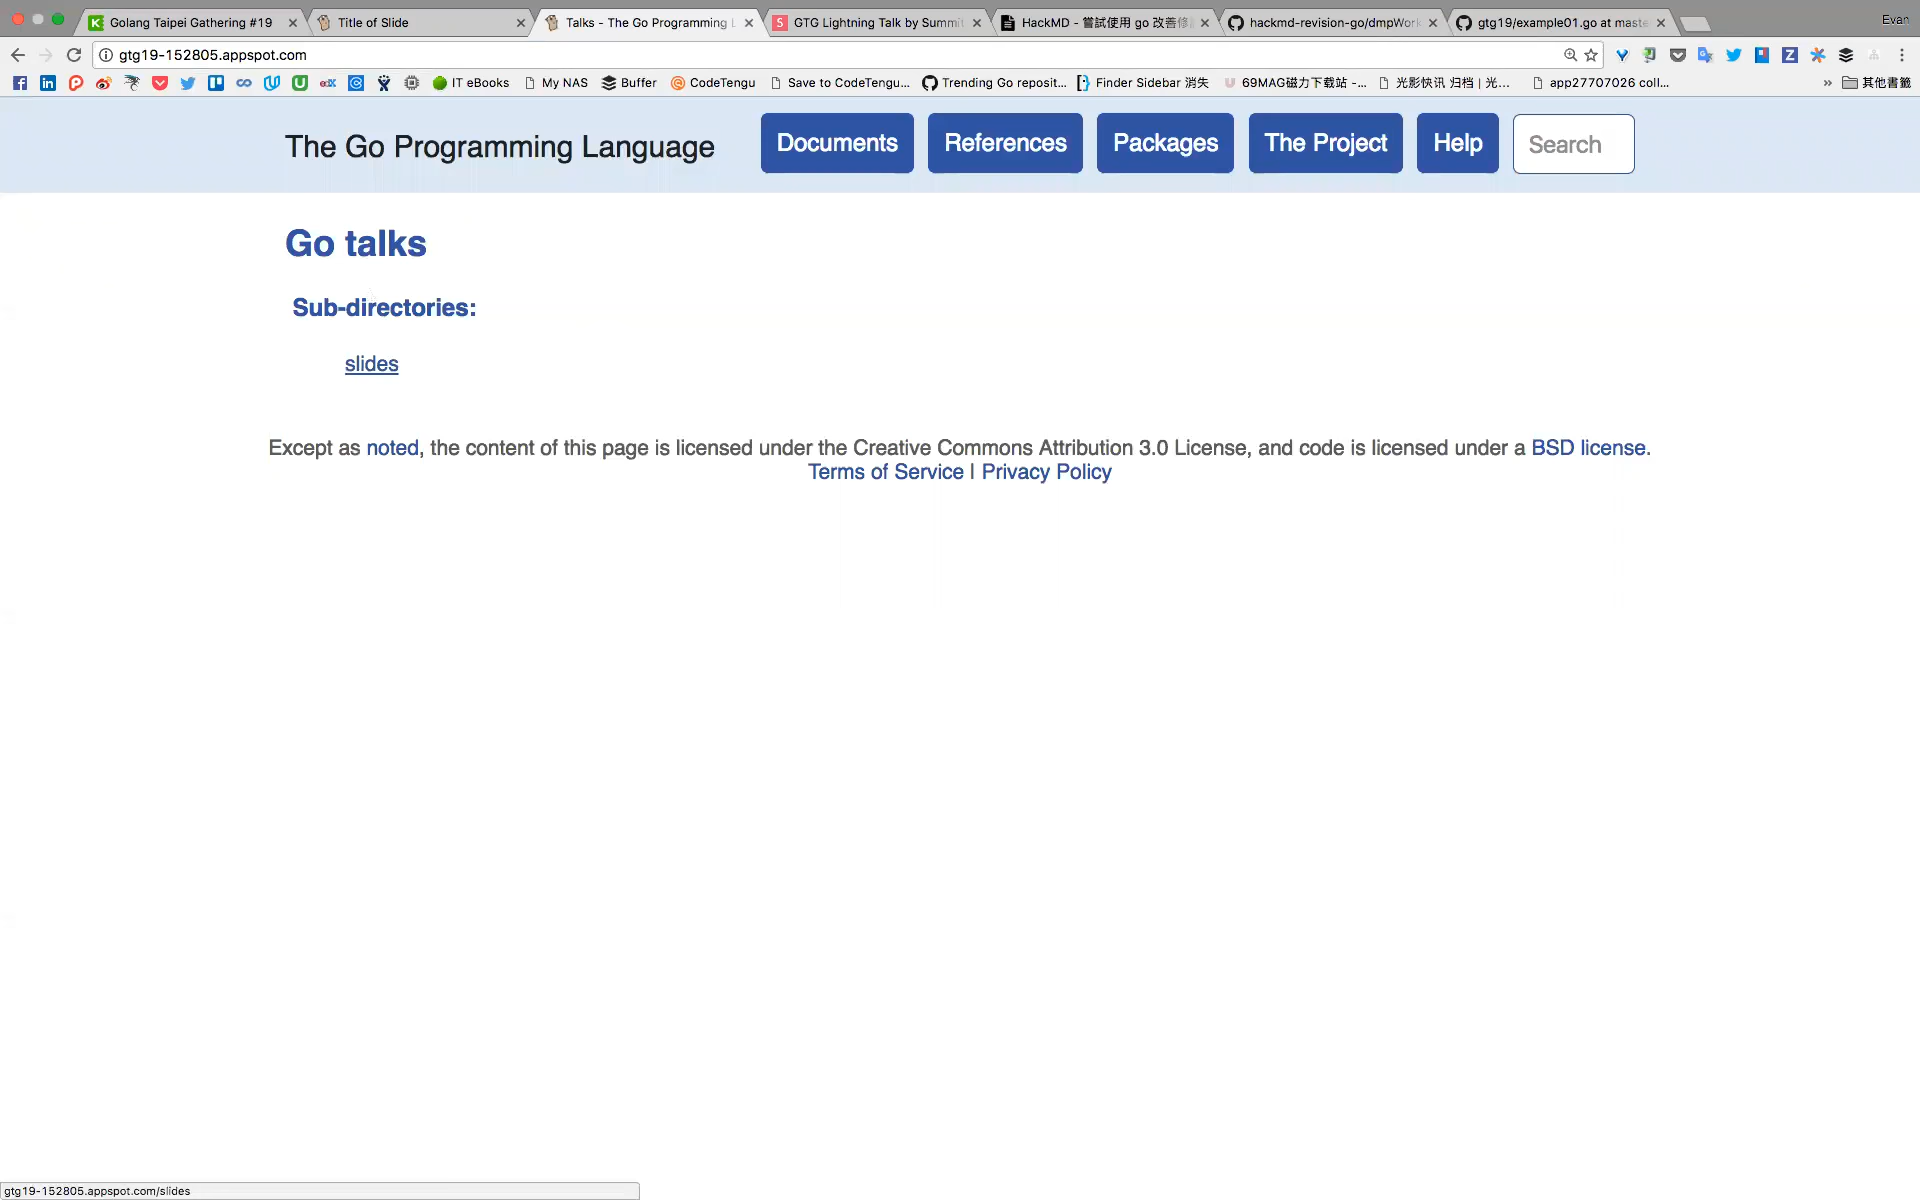 Golang Taipei Gathering #19
Title of Slide
Talks - The Go Programming L
GTG Lightning Talk by Summit
HackMD - 嘗試使用 go 改善修
hackmd-revision-go/dmpWork
gtg19/example01.go at maste
Evan
gtg19-152805.appspot.com
IT eBooks
My NAS
Buffer
CodeTengu
Save to CodeTengu...
Trending Go reposit...
Finder Sidebar 消失
69MAG磁力下载站 -...
光影快讯 归档 | 光...
app27707026 coll...
»
其他書籤
The Go Programming Language
Documents
References
Packages
The Project
Help
Search
Go talks
Sub-directories:
slides
Except as noted, the content of this page is licensed under the Creative Commons Attribution 3.0 License, and code is licensed under a BSD license.
Terms of Service | Privacy Policy
gtg19-152805.appspot.com/slides